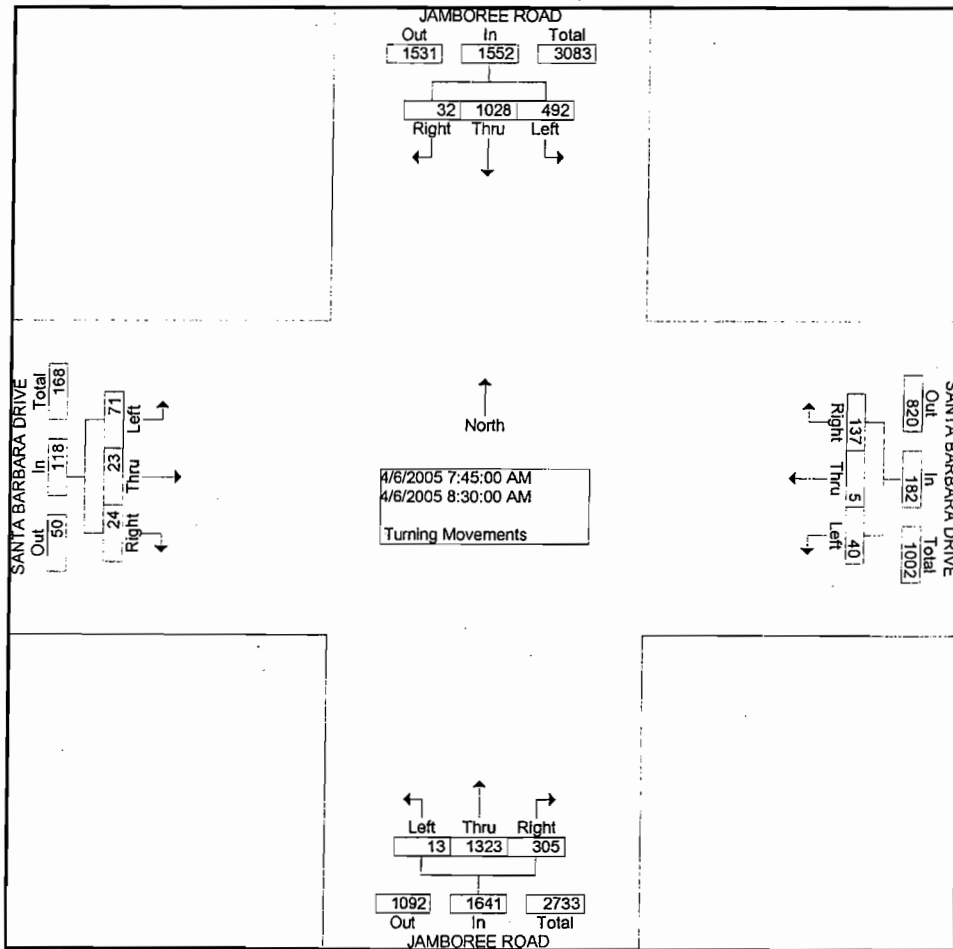 JAMBOREE ROAD
Out In Total
1531 1552 3083
32 1028 492
Right Thru Left
SANTA BARBARA DRIVE
Total In Out
168 118 50
71 23 24
Left Thru Right
North
4/6/2005 7:45:00 AM
4/6/2005 8:30:00 AM
Turning Movements
Right Thru Left
137 5 40
820 182 1002
Out In Total
SANTA BARBARA DRIVE
Left Thru Right
13 1323 305
1092 1641 2733
Out In Total
JAMBOREE ROAD